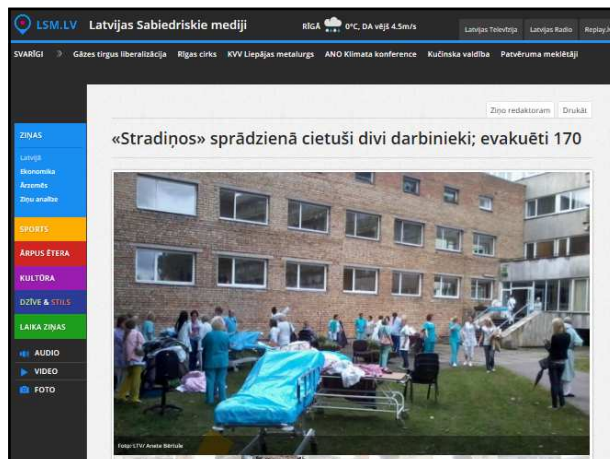 LSM.LV Latvijas Sabiedriskie mediji RĪGĀ 0°C, DA vējš 4.5m/s Latvijas Televīzija Latvijas Radio Replay.lv
SVARĪGI Gāzes tirgus liberalizācija Rīgas cirks KVV Liepājas metalurgs ANO Klimata konference Kučinska valdība Patvēruma meklētāji
Ziņo redaktoram Drukāt
«Stradiņos» sprādzienā cietuši divi darbinieki; evakuēti 170
ZIŅAS
Latvijā
Ekonomika
Ārzemēs
Ziņu analīze
SPORTS
ĀRPUS ĒTERA
KULTŪRA
DZĪVE & STILS
LAIKA ZIŅAS
AUDIO
VIDEO
FOTO
Foto: LTV/ Aneta Bērtule